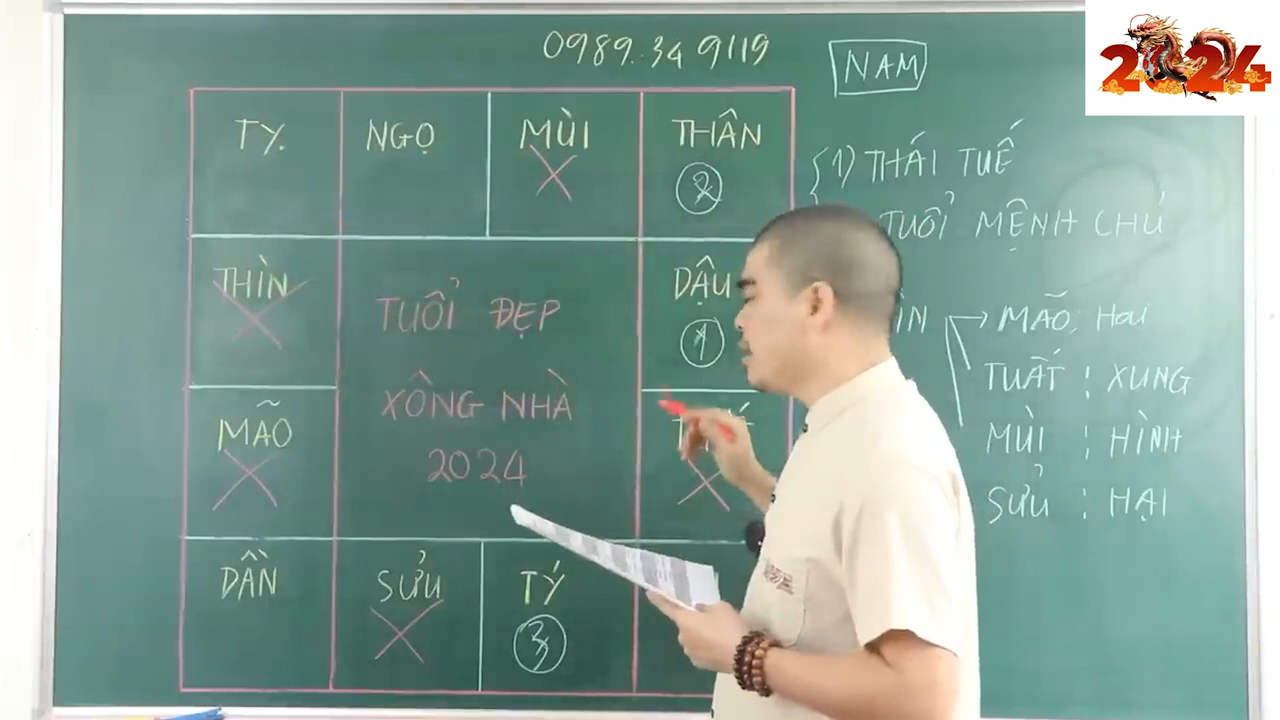 0989.34 9119
NAM
2024
TỴ.
NGỌ
MÙI
THÂN
2
1) THÁI TUẾ
TUỔI MỆNH CHỦ
THÌN
DẬU
1
TUỔI ĐẸP
XÔNG NHÀ
2024
ÌN
MÃO; Hại
TUẤT : XUNG
MÙI : HÌNH
SỬU : HẠI
MÃO
DẦN
SỬU
TÝ
3